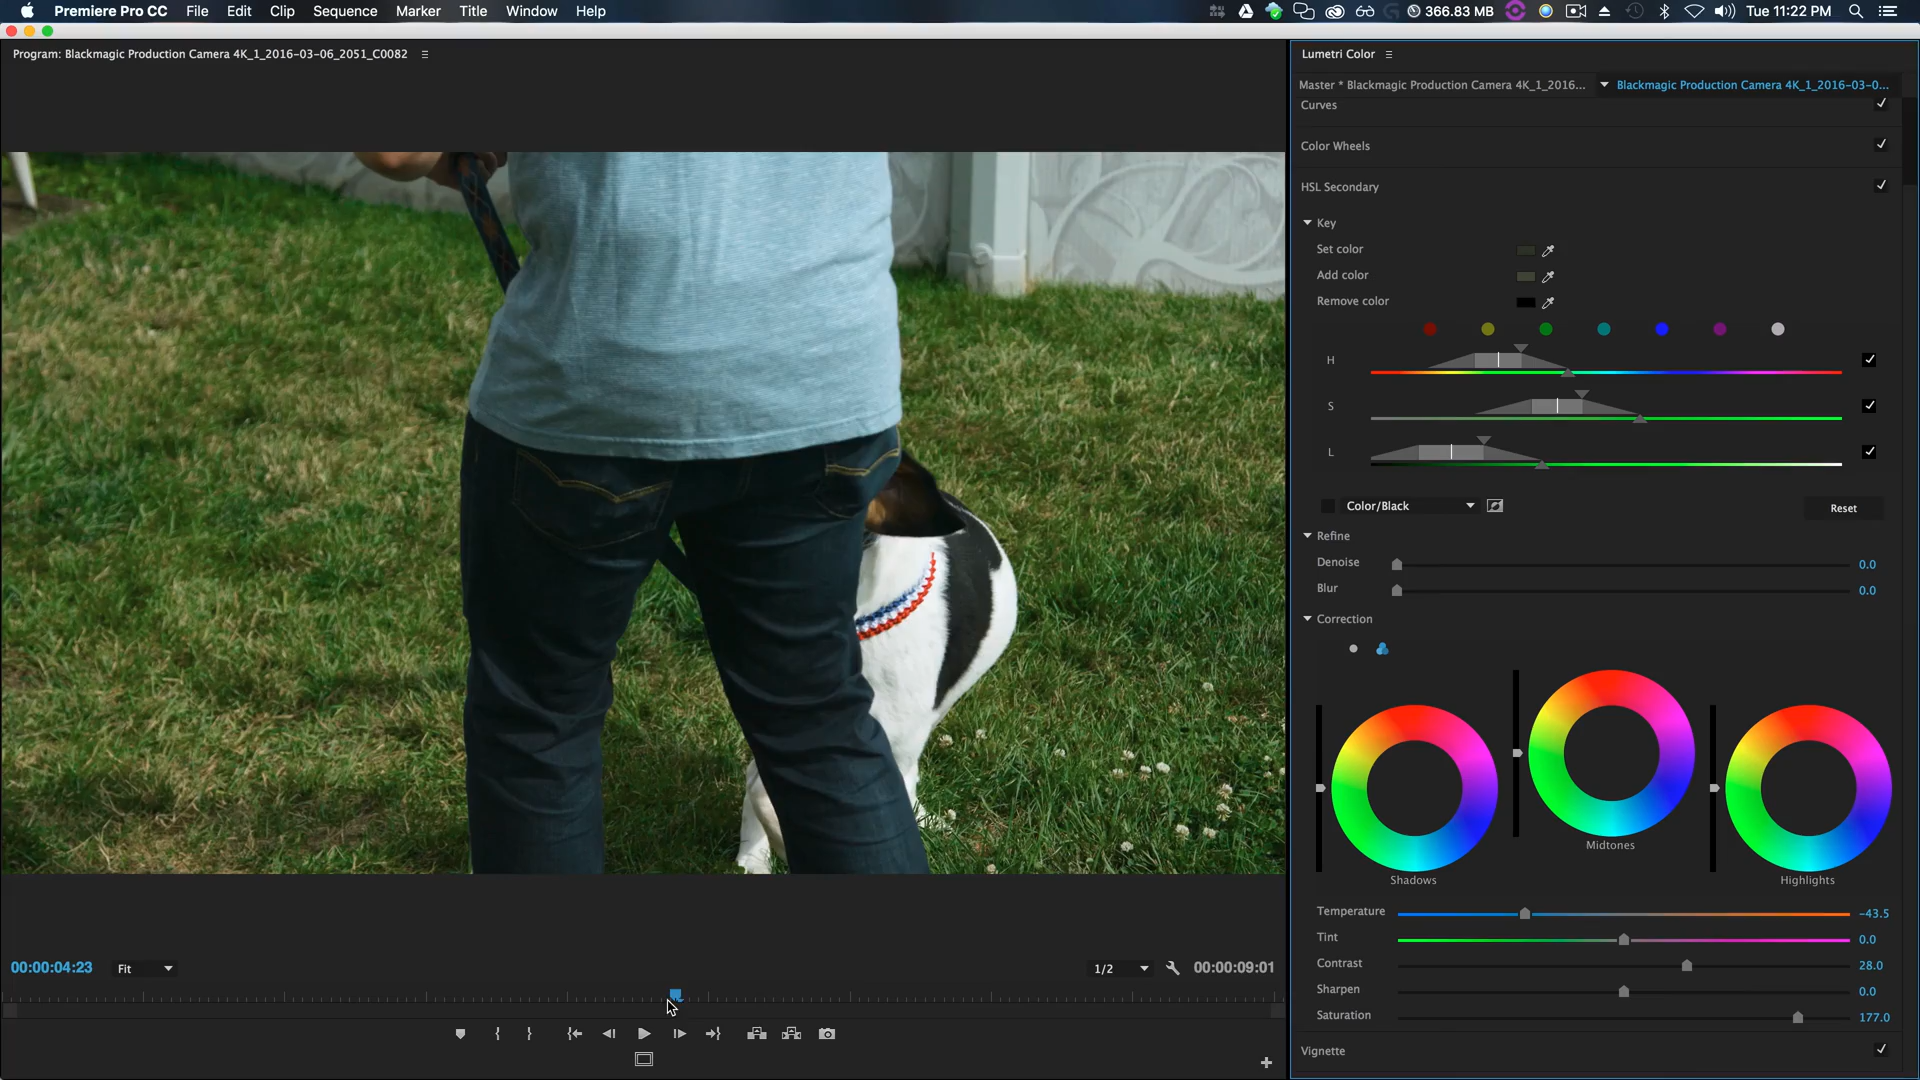 Premiere Pro CC File Edit Clip Sequence Marker Title Window Help 366.83 MB Tue 11:22 PM
Program: Blackmagic Production Camera 4K_1_2016-03-06_2051_C0082
Lumetri Color
Master * Blackmagic Production Camera 4K_1_2016... Blackmagic Production Camera 4K_1_2016-03-0...
Curves
Color Wheels
HSL Secondary
Key
Set color
Add color
Remove color
H
S
L
Color/Black Reset
Refine
Denoise 0.0
Blur 0.0
Correction
Midtones
Shadows Highlights
Temperature -43.5
Tint 0.0
Contrast 28.0
Sharpen 0.0
Saturation 177.0
Vignette
00:00:04:23 Fit 1/2 00:00:09:01